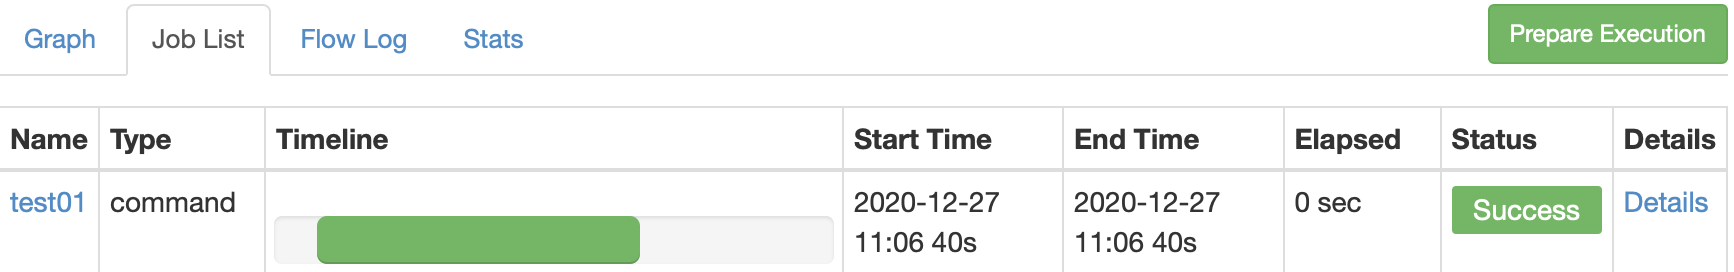 Graph Job List Flow Log Stats Prepare Execution
Name Type Timeline Start Time End Time Elapsed Status Details
test01 command 2020-12-27 2020-12-27 0 sec Success Details
11:06 40s 11:06 40s